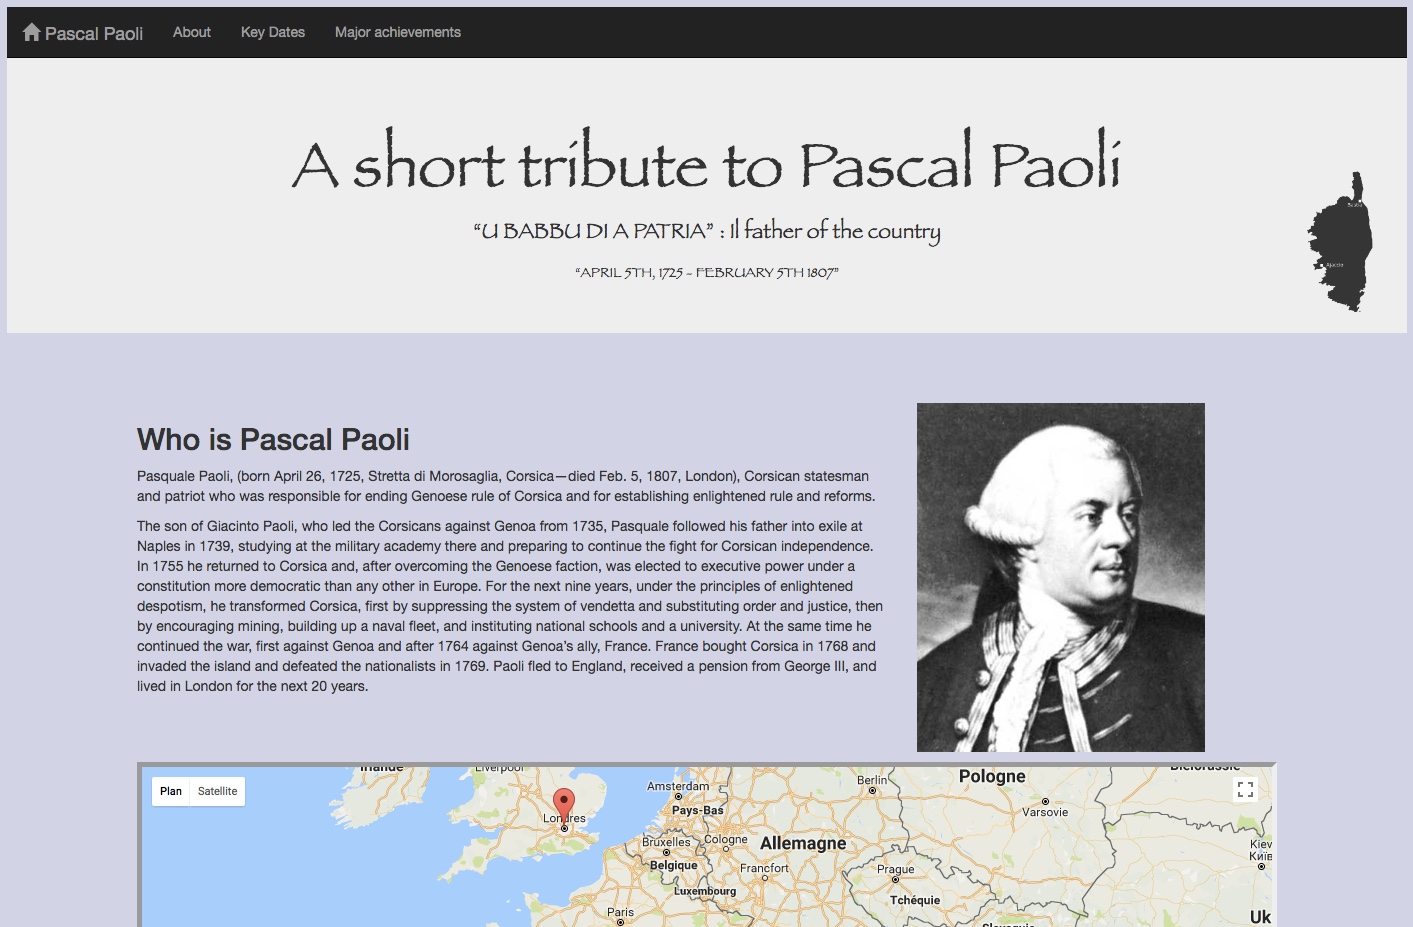 Pascal Paoli About Key Dates Major achievements
A short tribute to Pascal Paoli
“U BABBU DI A PATRIA” : Il father of the country
“APRIL 5TH, 1725 - FEBRUARY 5TH 1807”
Bastia
Ajaccio
Who is Pascal Paoli
Pasquale Paoli, (born April 26, 1725, Stretta di Morosaglia, Corsica—died Feb. 5, 1807, London), Corsican statesman
and patriot who was responsible for ending Genoese rule of Corsica and for establishing enlightened rule and reforms.
The son of Giacinto Paoli, who led the Corsicans against Genoa from 1735, Pasquale followed his father into exile at
Naples in 1739, studying at the military academy there and preparing to continue the fight for Corsican independence.
In 1755 he returned to Corsica and, after overcoming the Genoese faction, was elected to executive power under a
constitution more democratic than any other in Europe. For the next nine years, under the principles of enlightened
despotism, he transformed Corsica, first by suppressing the system of vendetta and substituting order and justice, then
by encouraging mining, building up a naval fleet, and instituting national schools and a university. At the same time he
continued the war, first against Genoa and after 1764 against Genoa’s ally, France. France bought Corsica in 1768 and
invaded the island and defeated the nationalists in 1769. Paoli fled to England, received a pension from George III, and
lived in London for the next 20 years.
Irlande Liverpool Biélorussie
Plan Satellite
Amsterdam Berlin Pologne
Pays-Bas Varsovie
Londres
Bruxelles Cologne Allemagne Kiev
Київ
Belgique Francfort Prague
Luxembourg Tchéquie
Paris Uk
Slovaquie